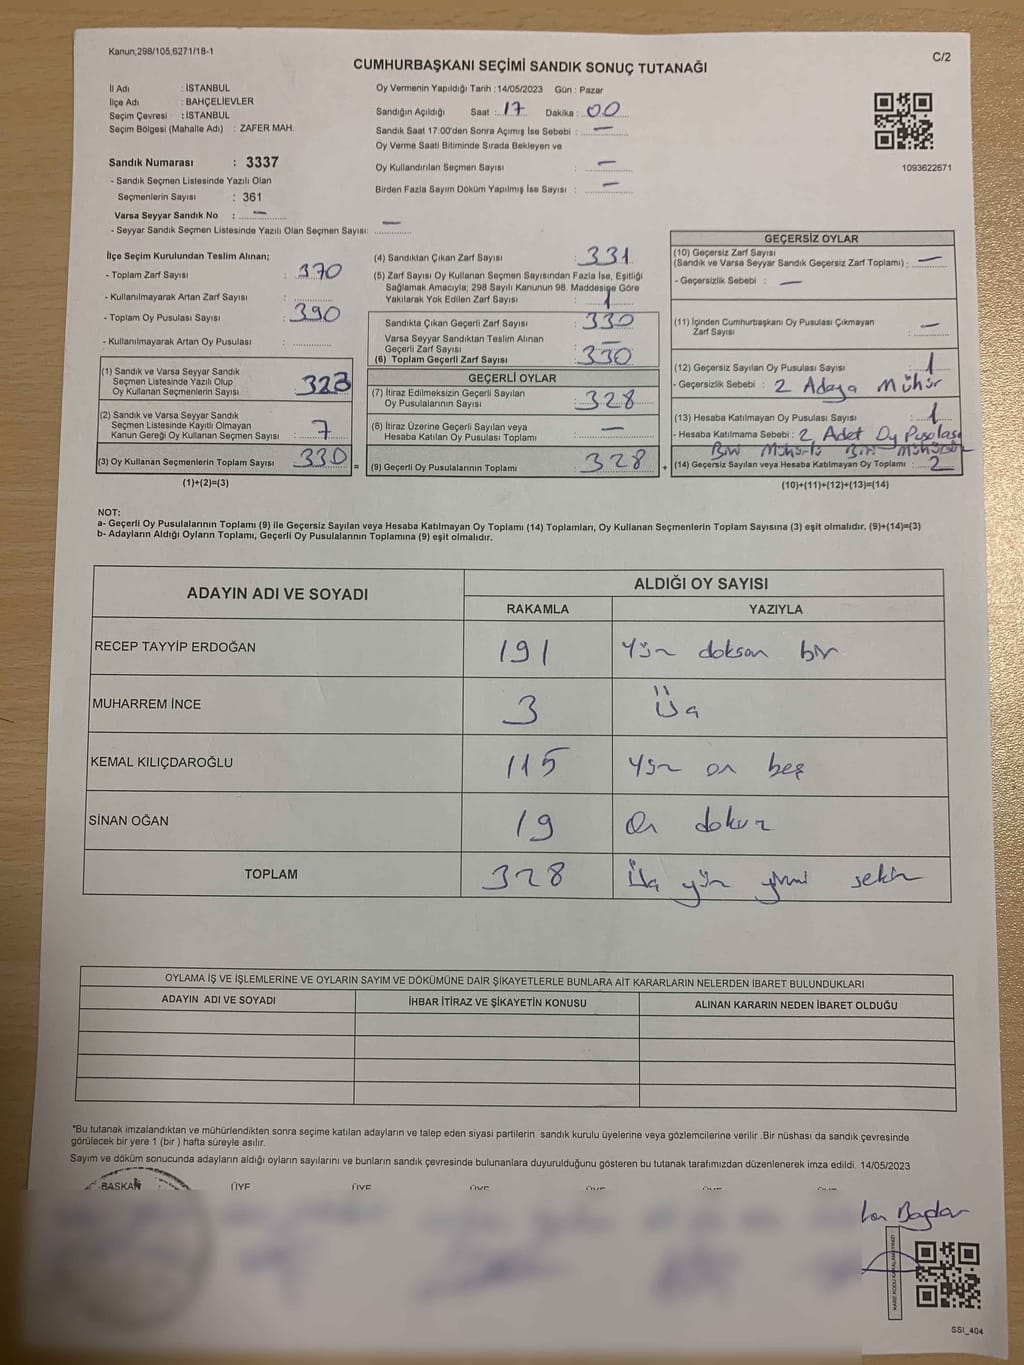 Kanun,298/105,6271/18-1
C/2
CUMHURBAŞKANI SEÇİMİ SANDIK SONUÇ TUTANAĞI
İl Adı : İSTANBUL
İlçe Adı : BAHÇELİEVLER
Seçim Çevresi : İSTANBUL
Seçim Bölgesi (Mahalle Adı) : ZAFER MAH.
Sandık Numarası : 3337
- Sandık Seçmen Listesinde Yazılı Olan
Seçmenlerin Sayısı : 361
Varsa Seyyar Sandık No : —
- Seyyar Sandık Seçmen Listesinde Yazılı Olan Seçmen Sayısı: —
Oy Vermenin Yapıldığı Tarih :14/05/2023 Gün : Pazar
Sandığın Açıldığı Saat : 17 Dakika : 00
Sandık Saat 17:00'den Sonra Açımış İse Sebebi : —
Oy Verme Saati Bitiminde Sırada Bekleyen ve
Oy Kullandırılan Seçmen Sayısı : —
Birden Fazla Sayım Döküm Yapılmış İse Sayısı : —
1093622671
İlçe Seçim Kurulundan Teslim Alınan;
- Toplam Zarf Sayısı : 370
- Kullanılmayarak Artan Zarf Sayısı :
- Toplam Oy Pusulası Sayısı : 390
- Kullanılmayarak Artan Oy Pusulası :
(1) Sandık ve Varsa Seyyar Sandık
Seçmen Listesinde Yazılı Olup
Oy Kullanan Seçmenlerin Sayısı : 323
(2) Sandık ve Varsa Seyyar Sandık
Seçmen Listesinde Kayıtlı Olmayan
Kanun Gereği Oy Kullanan Seçmen Sayısı : 7
(3) Oy Kullanan Seçmenlerin Toplam Sayısı : 330
(1)+(2)=(3)
=
(4) Sandıktan Çıkan Zarf Sayısı : 331
(5) Zarf Sayısı Oy Kullanan Seçmen Sayısından Fazla İse, Eşitliği
Sağlamak Amacıyla; 298 Sayılı Kanunun 98. Maddesine Göre
Yakılarak Yok Edilen Zarf Sayısı : 1
Sandıkta Çıkan Geçerli Zarf Sayısı : 330
Varsa Seyyar Sandıktan Teslim Alınan
Geçerli Zarf Sayısı : —
(6) Toplam Geçerli Zarf Sayısı : 330
GEÇERLİ OYLAR
(7) İtiraz Edilmeksizin Geçerli Sayılan
Oy Pusulalarının Sayısı : 328
(8) İtiraz Üzerine Geçerli Sayılan veya
Hesaba Katılan Oy Pusulası Toplamı : —
(9) Geçerli Oy Pusulalarının Toplamı : 328
+
GEÇERSİZ OYLAR
(10) Geçersiz Zarf Sayısı
(Sandık ve Varsa Seyyar Sandık Geçersiz Zarf Toplamı) : —
- Geçersizlik Sebebi : —
(11) İçinden Cumhurbaşkanı Oy Pusulası Çıkmayan
Zarf Sayısı : —
(12) Geçersiz Sayılan Oy Pusulası Sayısı : 1
- Geçersizlik Sebebi : 2 Adaya Mühür
(13) Hesaba Katılmayan Oy Pusulası Sayısı : 1
- Hesaba Katılmama Sebebi : 2 Adet Oy Pusulası
Biri Mühürlü Biri Mühürsüz
(14) Geçersiz Sayılan veya Hesaba Katılmayan Oy Toplamı : 2
(10)+(11)+(12)+(13)=(14)
NOT:
a- Geçerli Oy Pusulalarının Toplamı (9) ile Geçersiz Sayılan veya Hesaba Katılmayan Oy Toplamı (14) Toplamları, Oy Kullanan Seçmenlerin Toplam Sayısına (3) eşit olmalıdır. (9)+(14)=(3)
b- Adayların Aldığı Oyların Toplamı, Geçerli Oy Pusulalarının Toplamına (9) eşit olmalıdır.
ADAYIN ADI VE SOYADI
ALDIĞI OY SAYISI
RAKAMLA YAZIYLA
RECEP TAYYİP ERDOĞAN 191 Yüz doksan bir
MUHARREM İNCE 3 Üç
KEMAL KILIÇDAROĞLU 115 Yüz on beş
SİNAN OĞAN 19 On dokuz
TOPLAM 328 Üç yüz yirmi sekiz
OYLAMA İŞ VE İŞLEMLERİNE VE OYLARIN SAYIM VE DÖKÜMÜNE DAİR ŞİKAYETLERLE BUNLARA AİT KARARLARIN NELERDEN İBARET BULUNDUKLARI
ADAYIN ADI VE SOYADI İHBAR İTİRAZ VE ŞİKAYETİN KONUSU ALINAN KARARIN NEDEN İBARET OLDUĞU
*Bu tutanak imzalandıktan ve mühürlendikten sonra seçime katılan adayların ve talep eden siyasi partilerin sandık kurulu üyelerine veya gözlemcilerine verilir .Bir nüshası da sandık çevresinde
görülecek bir yere 1 (bir ) hafta süreyle asılır.
Sayım ve döküm sonucunda adayların aldığı oyların sayılarını ve bunların sandık çevresinde bulunanlara duyurulduğunu gösteren bu tutanak tarafımızdan düzenlenerek imza edildi. 14/05/2023
BAŞKAN ÜYE ÜYE ÜYE ÜYE
SSI_404